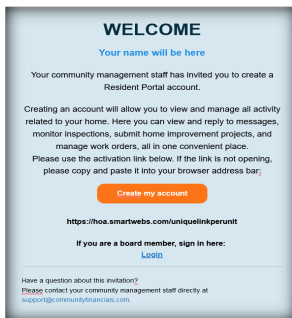 WELCOME
Your name will be here
Your community management staff has invited you to create a
Resident Portal account.
Creating an account will allow you to view and manage all activity
related to your home. Here you can view and reply to messages,
monitor inspections, submit home improvement projects, and
manage work orders, all in one convenient place.
Please use the activation link below. If the link is not opening,
please copy and paste it into your browser address bar:
Create my account
https://hoa.smartwebs.com/uniquelinkperunit
If you are a board member, sign in here:
Login
Have a question about this invitation?
Please contact your community management staff directly at
support@communityfinancials.com.